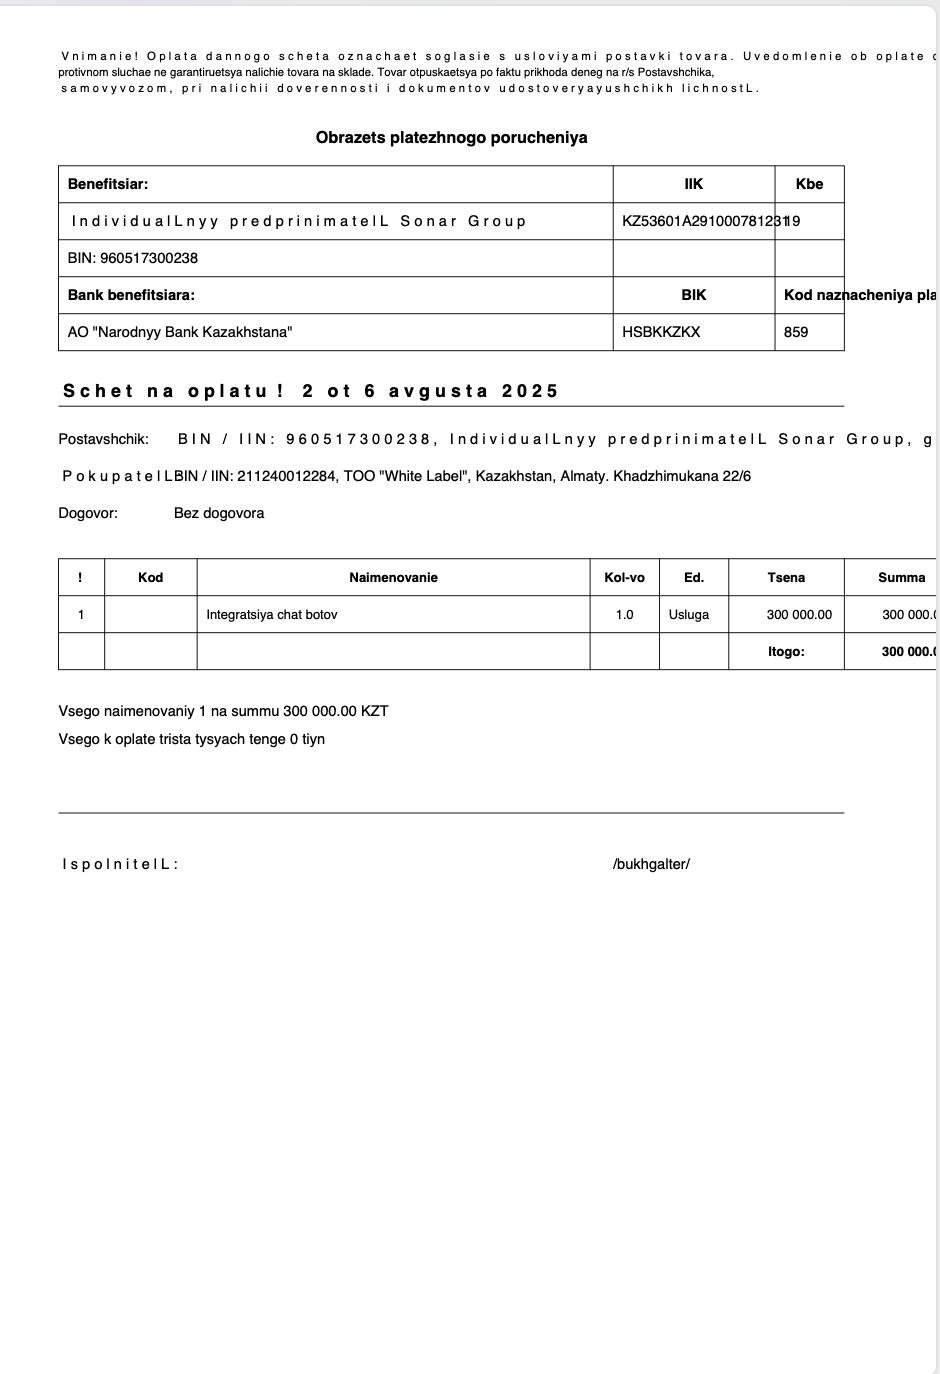 Vnimanie! Oplata dannogo scheta oznachaet soglasie s usloviyami postavki tovara. Uvedomlenie ob oplate
protivnom sluchae ne garantiruetsya nalichie tovara na sklade. Tovar otpuskaetsya po faktu prikhoda deneg na r/s Postavshchika,
samovyvozom, pri nalichii doverennosti i dokumentov udostoveryayushchikh lichnostL.
Obrazets platezhnogo porucheniya
Benefitsiar: IIK Kbe
IndividualLnyy predprinimatelL Sonar Group KZ53601A291000781231 19
BIN: 960517300238
Bank benefitsiara: BIK Kod naznacheniya pla
AO "Narodnyy Bank Kazakhstana" HSBKKZKX 859
Schet na oplatu ! 2 ot 6 avgusta 2025
Postavshchik: BIN / IIN: 960517300238, IndividualLnyy predprinimatelL Sonar Group, g
PokupatelL BIN / IIN: 211240012284, TOO "White Label", Kazakhstan, Almaty. Khadzhimukana 22/6
Dogovor: Bez dogovora
! Kod Naimenovanie Kol-vo Ed. Tsena Summa
1 Integratsiya chat botov 1.0 Usluga 300 000.00 300 000.0
Itogo: 300 000.0
Vsego naimenovaniy 1 na summu 300 000.00 KZT
Vsego k oplate trista tysyach tenge 0 tiyn
IspolnitelL: /bukhgalter/